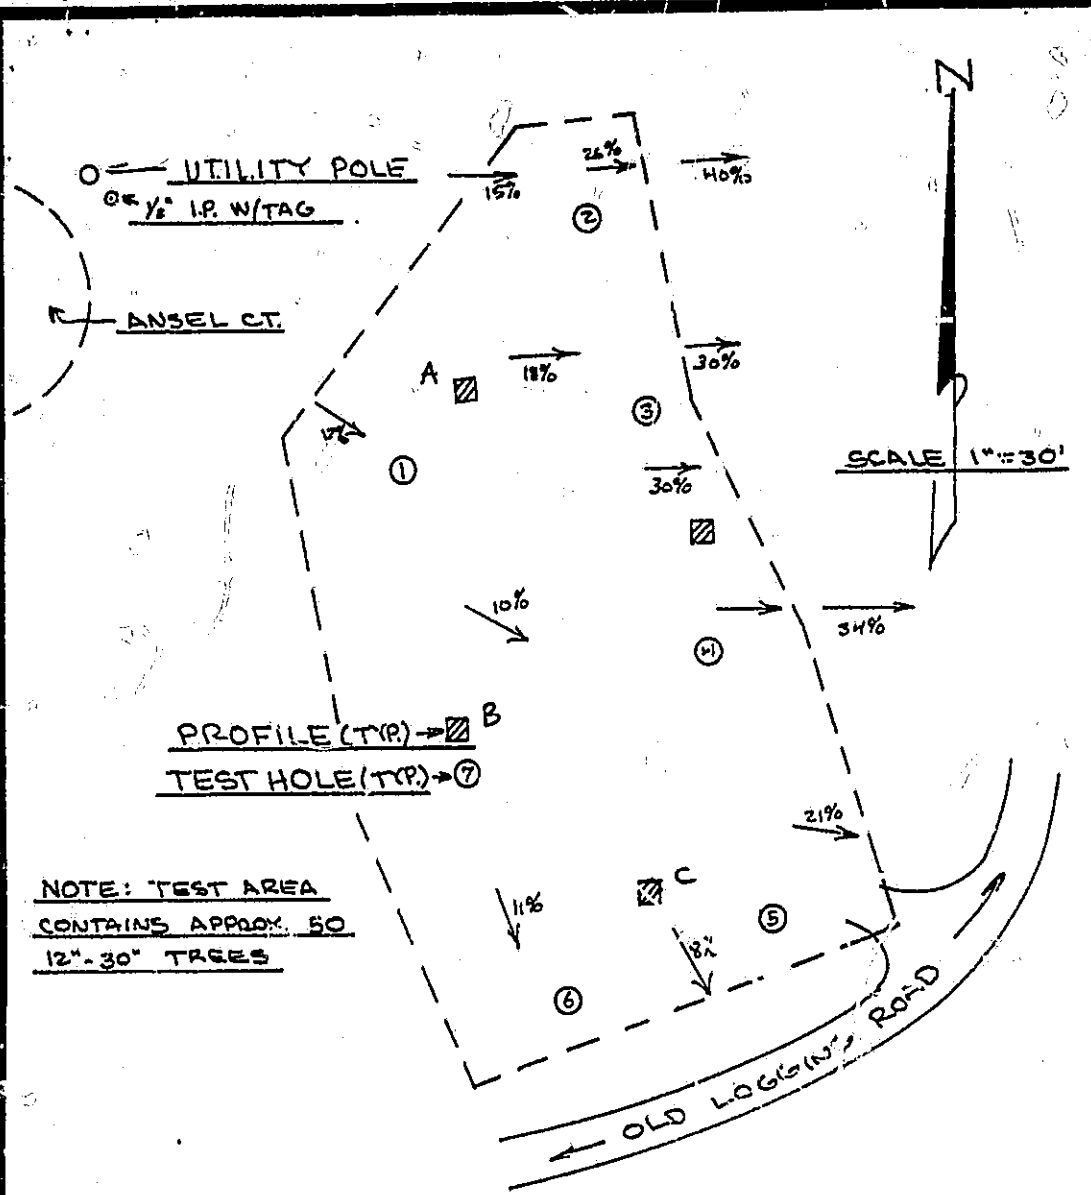 N
UTILITY POLE
½" I.P. W/TAG
15%
26%
40%
②
ANSEL CT.
A
18%
30%
③
①
SCALE 1"=30'
30%
10%
34%
④
PROFILE (TYP.)
B
TEST HOLE (TYP.)
⑦
21%
NOTE: TEST AREA
CONTAINS APPROX. 50
12"-30" TREES
11%
C
⑤
8%
⑥
OLD LOGGING ROAD